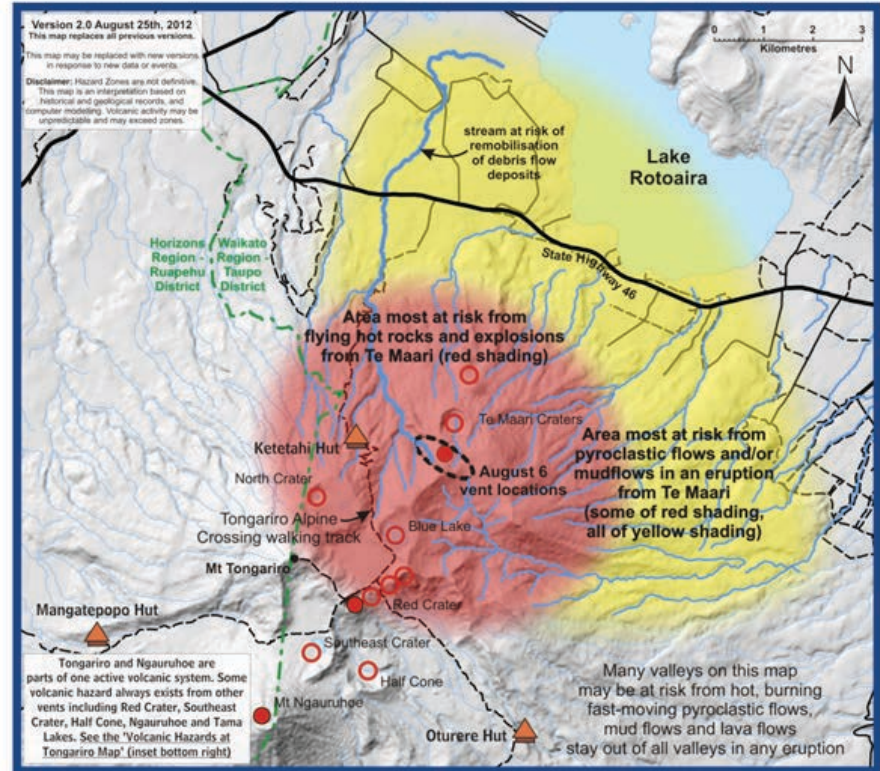 Version 2.0 August 25th, 2012
This map replaces all previous versions.
This map may be replaced with new versions
in response to new data or events.
Disclaimer: Hazard Zones are not definitive.
This map is an interpretation based on
historical and geological records, and
computer modelling. Volcanic activity may be
unpredictable and may exceed zones.
0 1 2 3
Kilometres
N
stream at risk of
remobilisation
of debris flow
deposits
Lake
Rotoaira
Horizons
Region -
Ruapehu
District
Waikato
Region -
Taupo
District
State Highway 46
Area most at risk from
flying hot rocks and explosions
from Te Maari (red shading)
Te Maari Craters
Ketetahi Hut
August 6
vent locations
Area most at risk from
pyroclastic flows and/or
mudflows in an eruption
from Te Maari
(some of red shading,
all of yellow shading)
North Crater
Tongariro Alpine
Crossing walking track
Blue Lake
Mt Tongariro
Red Crater
Mangatepopo Hut
Southeast Crater
Half Cone
Mt Ngauruhoe
Oturere Hut
Tongariro and Ngauruhoe are
parts of one active volcanic system. Some
volcanic hazard always exists from other
vents including Red Crater, Southeast
Crater, Half Cone, Ngauruhoe and Tama
Lakes. See the 'Volcanic Hazards at
Tongariro Map' (inset bottom right)
Many valleys on this map
may be at risk from hot, burning
fast-moving pyroclastic flows,
mud flows and lava flows
- stay out of all valleys in any eruption